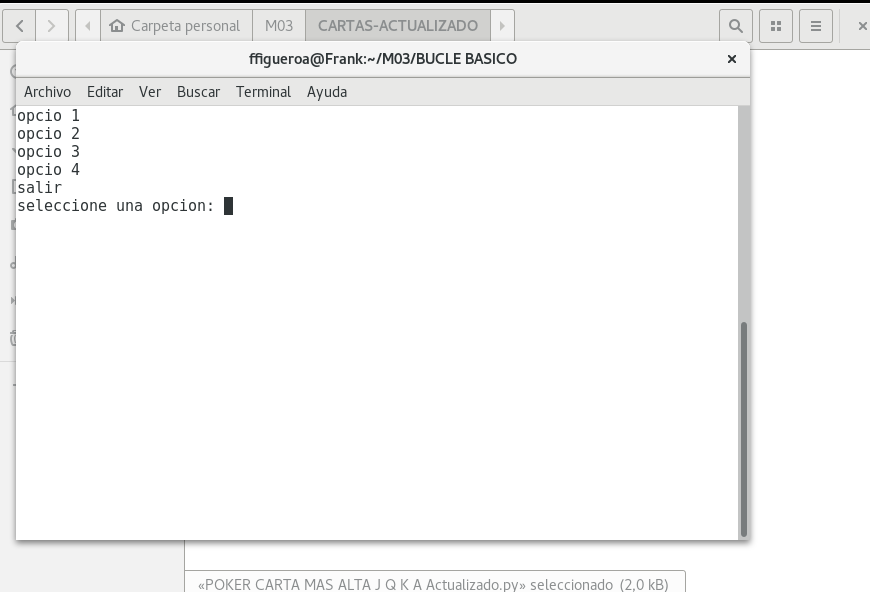 Carpeta personal M03 CARTAS-ACTUALIZADO
ffigueroa@Frank:~/M03/BUCLE BASICO
Archivo Editar Ver Buscar Terminal Ayuda
opcio 1
opcio 2
opcio 3
opcio 4
salir
seleccione una opcion:
«POKER CARTA MAS ALTA J Q K A Actualizado.py» seleccionado (2,0 kB)